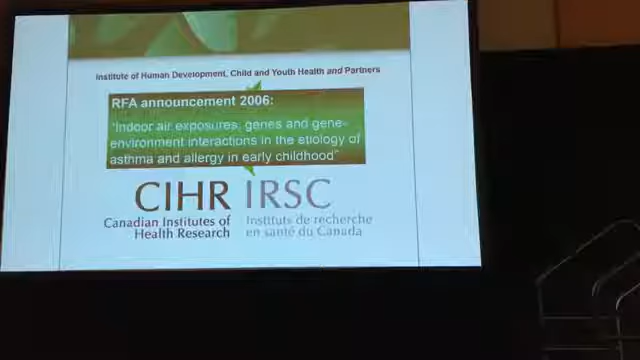 Institute of Human Development, Child and Youth Health and Partners
RFA announcement 2006:
"Indoor air exposures, genes and gene-
environment interactions in the etiology of
asthma and allergy in early childhood"
CIHR IRSC
Canadian Institutes of Instituts de recherche
Health Research en santé du Canada